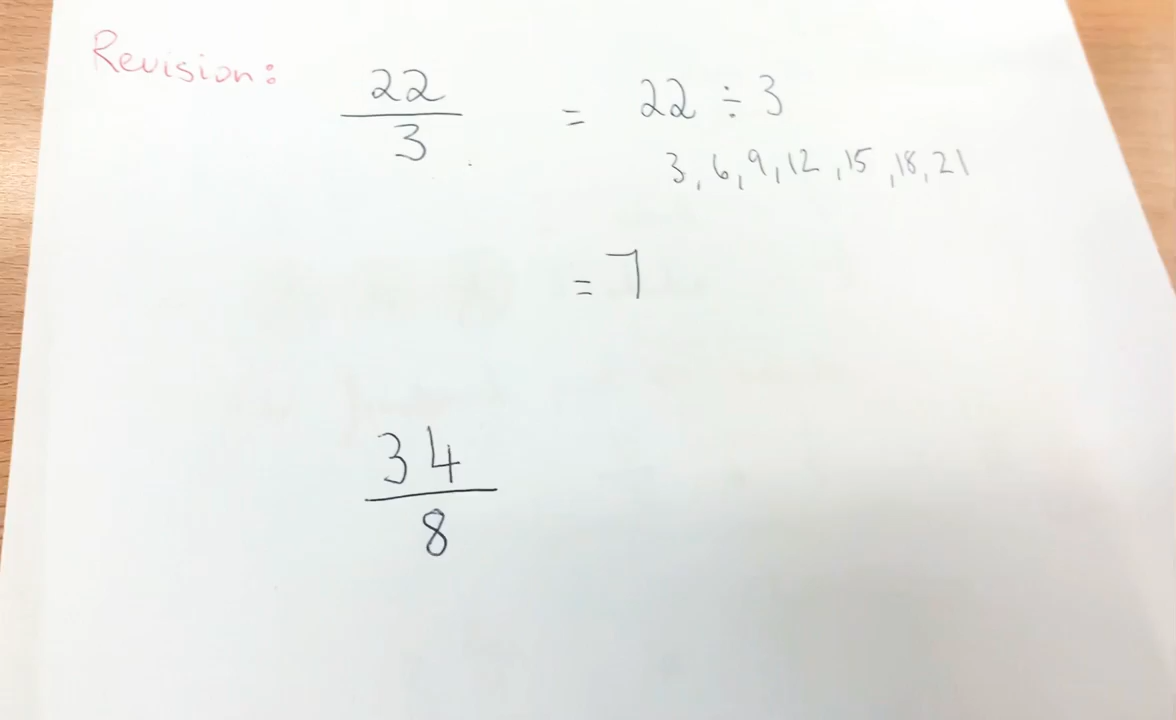 Revision:
22/3 = 22 ÷ 3
3, 6, 9, 12, 15, 18, 21
= 7
34/8